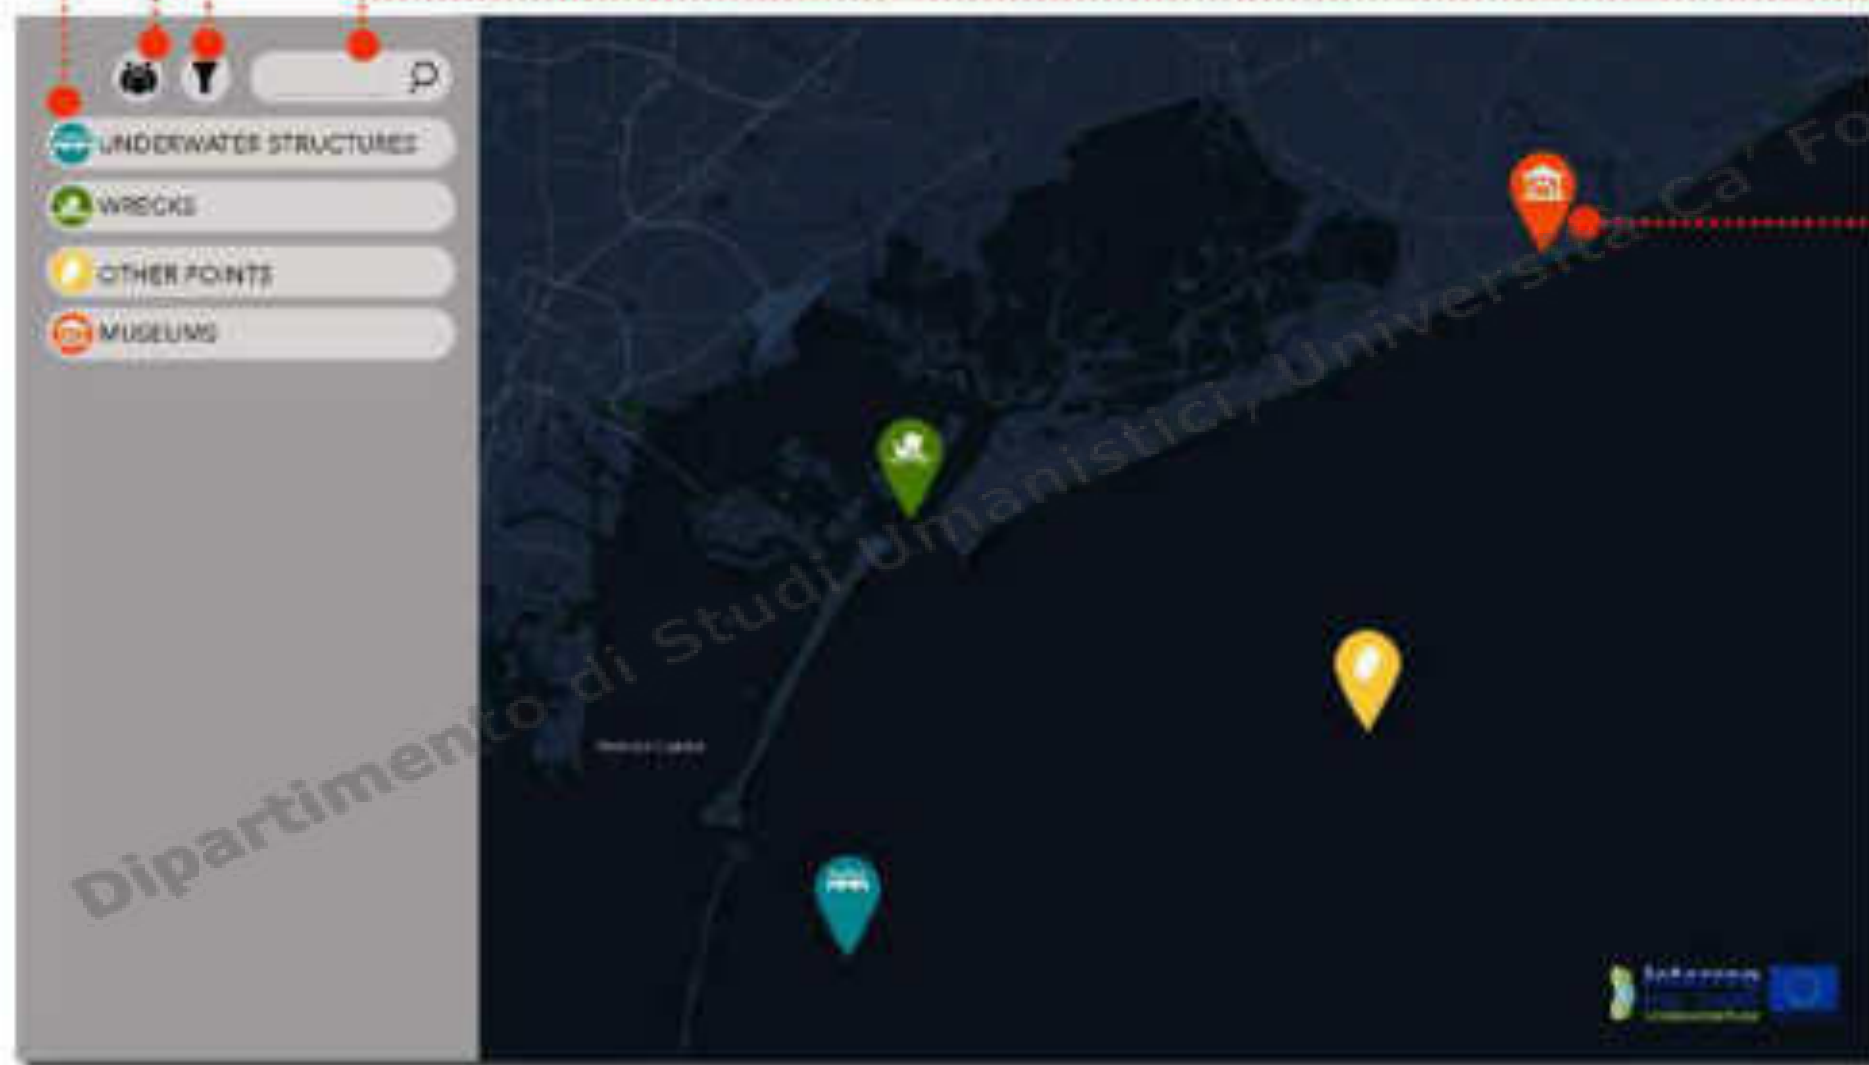 UNDERWATER STRUCTURES
WRECKS
OTHER POINTS
MUSEUMS
Dipartimento di Studi Umanistici, Università Ca' Fo